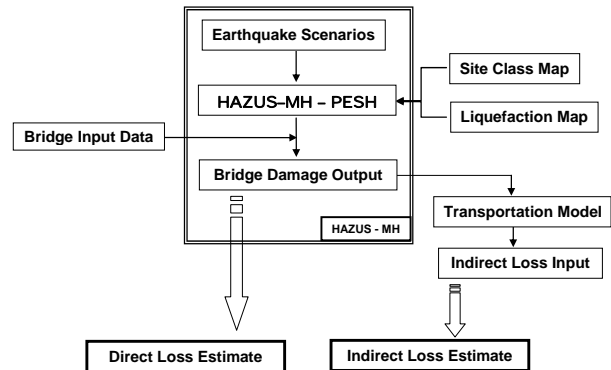 Earthquake Scenarios
Site Class Map
HAZUS-MH - PESH
Liquefaction Map
Bridge Input Data
Bridge Damage Output
Transportation Model
HAZUS - MH
Indirect Loss Input
Direct Loss Estimate
Indirect Loss Estimate